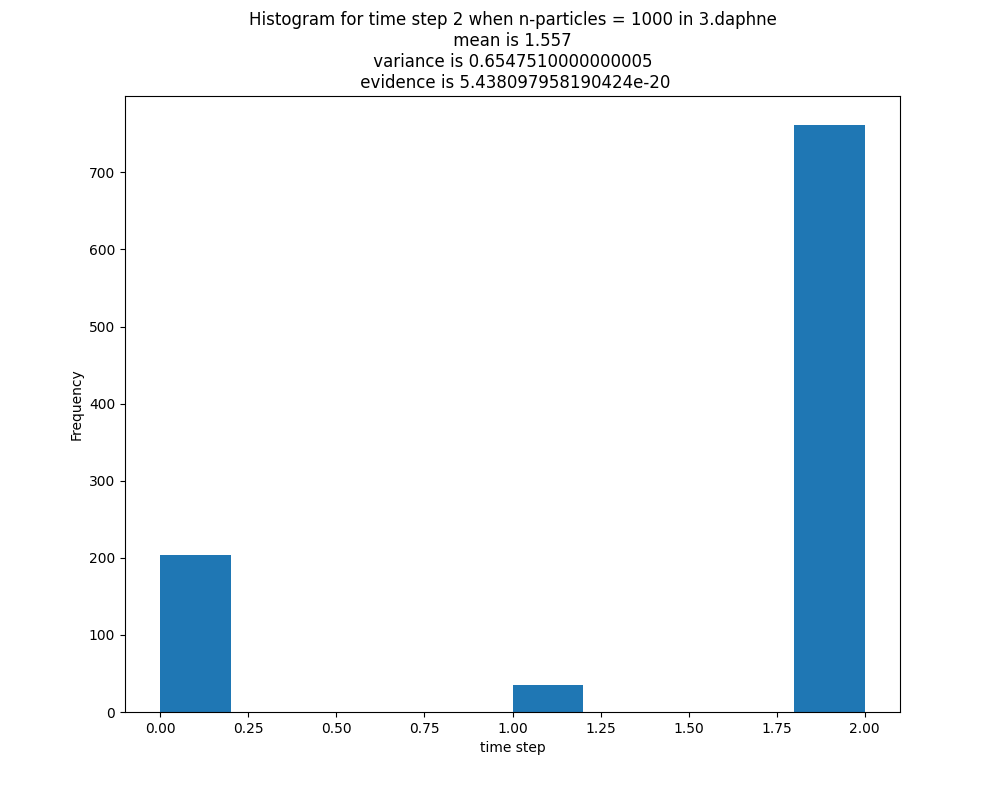 Histogram for time step 2 when n-particles = 1000 in 3.daphne
mean is 1.557
variance is 0.6547510000000005
evidence is 5.438097958190424e-20
Frequency
700
600
500
400
300
200
100
0
0.00 0.25 0.50 0.75 1.00 1.25 1.50 1.75 2.00
time step